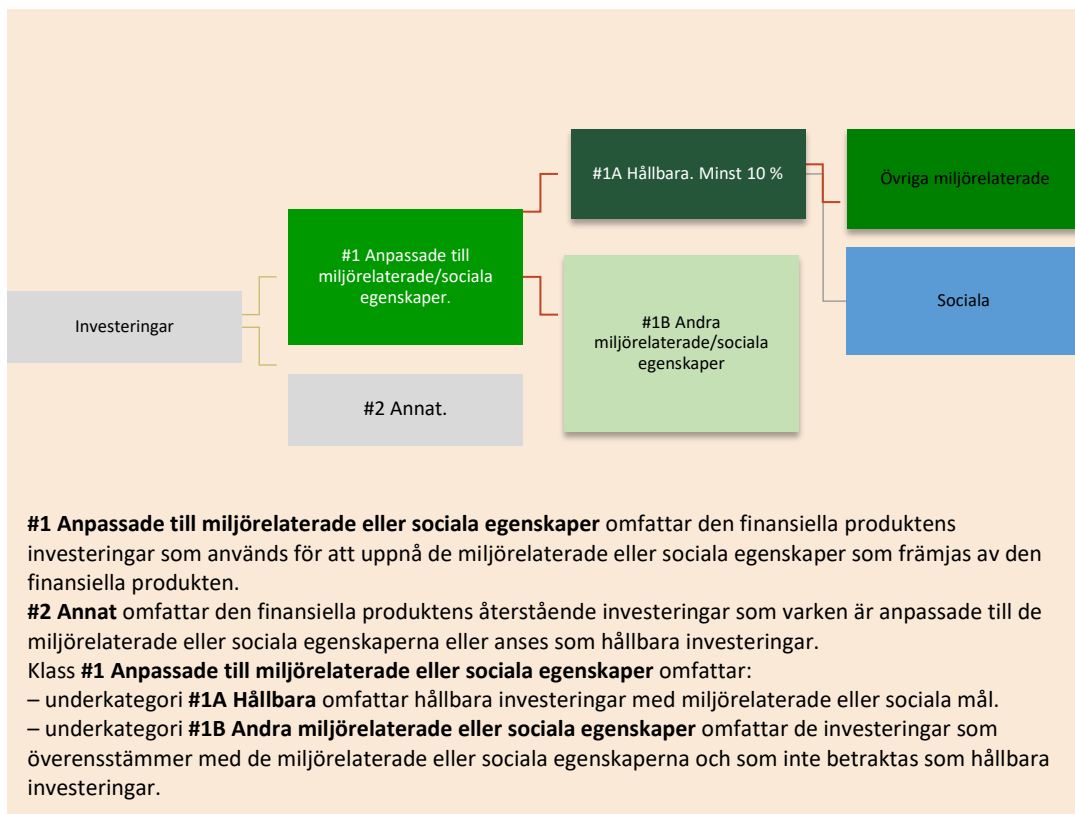 Investeringar
#1 Anpassade till
miljörelaterade/sociala
egenskaper.
#2 Annat.
#1A Hållbara. Minst 10 %
#1B Andra
miljörelaterade/sociala
egenskaper
Övriga miljörelaterade
Sociala
#1 Anpassade till miljörelaterade eller sociala egenskaper omfattar den finansiella produktens
investeringar som används för att uppnå de miljörelaterade eller sociala egenskaper som främjas av den
finansiella produkten.
#2 Annat omfattar den finansiella produktens återstående investeringar som varken är anpassade till de
miljörelaterade eller sociala egenskaperna eller anses som hållbara investeringar.
Klass #1 Anpassade till miljörelaterade eller sociala egenskaper omfattar:
– underkategori #1A Hållbara omfattar hållbara investeringar med miljörelaterade eller sociala mål.
– underkategori #1B Andra miljörelaterade eller sociala egenskaper omfattar de investeringar som
överensstämmer med de miljörelaterade eller sociala egenskaperna och som inte betraktas som hållbara
investeringar.